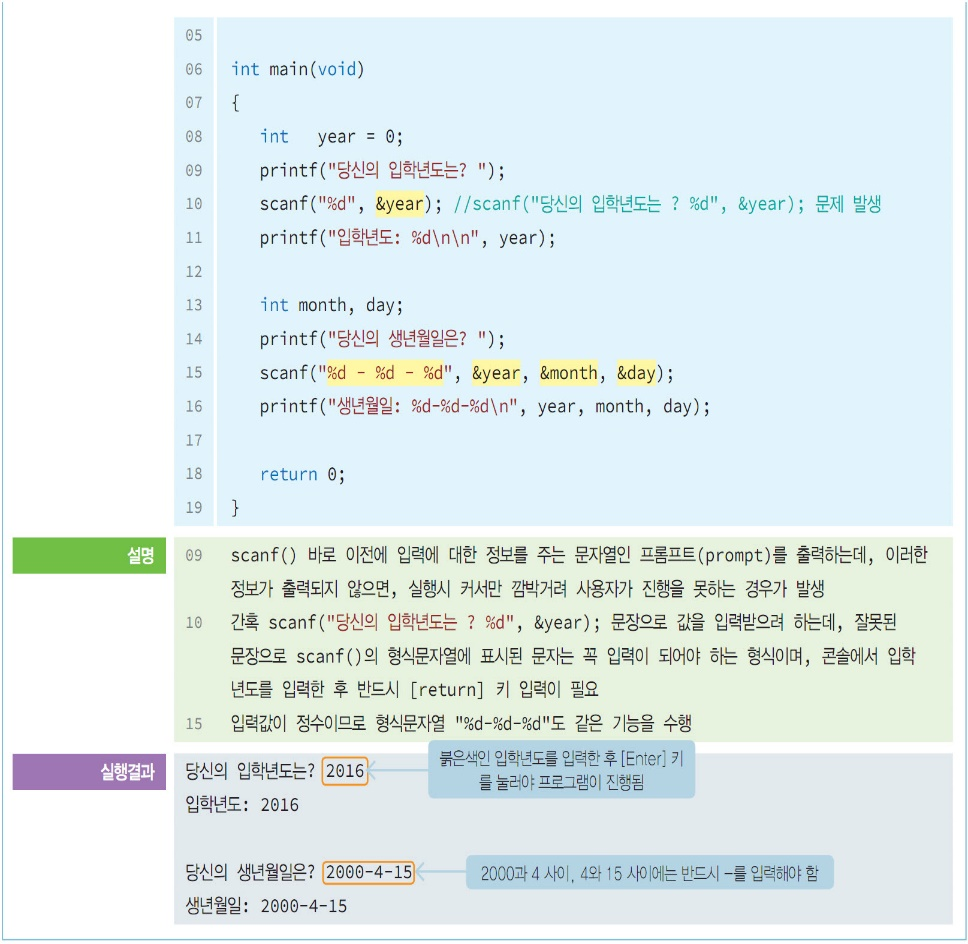 05
06 int main(void)
07 {
08 int year = 0;
09 printf("당신의 입학년도는? ");
10 scanf("%d", &year); //scanf("당신의 입학년도는 ? %d", &year); 문제 발생
11 printf("입학년도: %d\n\n", year);
12
13 int month, day;
14 printf("당신의 생년월일은? ");
15 scanf("%d - %d - %d", &year, &month, &day);
16 printf("생년월일: %d-%d-%d\n", year, month, day);
17
18 return 0;
19 }
설명
09 scanf() 바로 이전에 입력에 대한 정보를 주는 문자열인 프롬프트(prompt)를 출력하는데, 이러한
정보가 출력되지 않으면, 실행시 커서만 깜박거려 사용자가 진행을 못하는 경우가 발생
10 간혹 scanf("당신의 입학년도는 ? %d", &year); 문장으로 값을 입력받으려 하는데, 잘못된
문장으로 scanf()의 형식문자열에 표시된 문자는 꼭 입력이 되어야 하는 형식이며, 콘솔에서 입학
년도를 입력한 후 반드시 [return] 키 입력이 필요
15 입력값이 정수이므로 형식문자열 "%d-%d-%d"도 같은 기능을 수행
실행결과
당신의 입학년도는? 2016
붉은색인 입학년도를 입력한 후 [Enter] 키
를 눌러야 프로그램이 진행됨
입학년도: 2016
당신의 생년월일은? 2000-4-15
2000과 4 사이, 4와 15 사이에는 반드시 -를 입력해야 함
생년월일: 2000-4-15